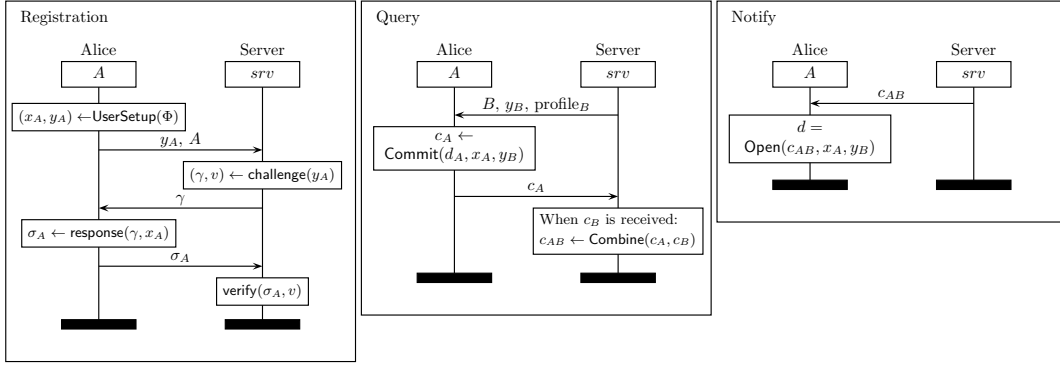 Registration
Alice
Server
A
srv
(x_A, y_A) ←UserSetup(Φ)
y_A, A
(γ, v) ← challenge(y_A)
γ
σ_A ← response(γ, x_A)
σ_A
verify(σ_A, v)
Query
Alice
Server
A
srv
B, y_B, profile_B
c_A ←
Commit(d_A, x_A, y_B)
c_A
When c_B is received:
c_AB ← Combine(c_A, c_B)
Notify
Alice
Server
A
srv
c_AB
d =
Open(c_AB, x_A, y_B)